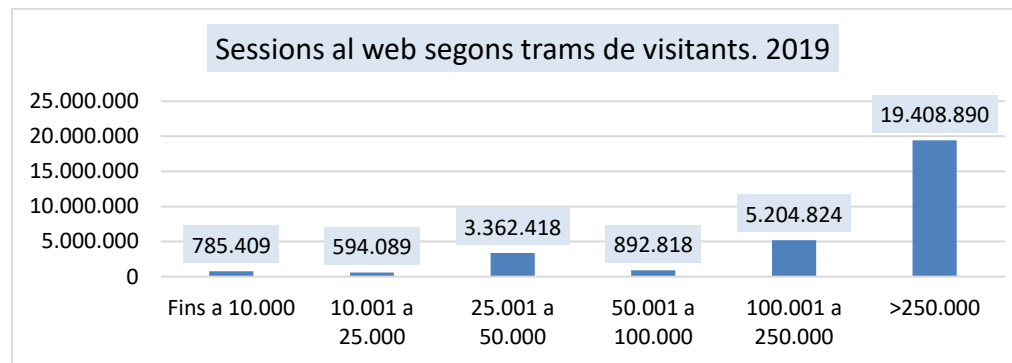 Sessions al web segons trams de visitants. 2019
25.000.000
20.000.000
15.000.000
10.000.000
5.000.000
0
785.409
594.089
3.362.418
892.818
5.204.824
19.408.890
Fins a 10.000
10.001 a
25.000
25.001 a
50.000
50.001 a
100.000
100.001 a
250.000
>250.000